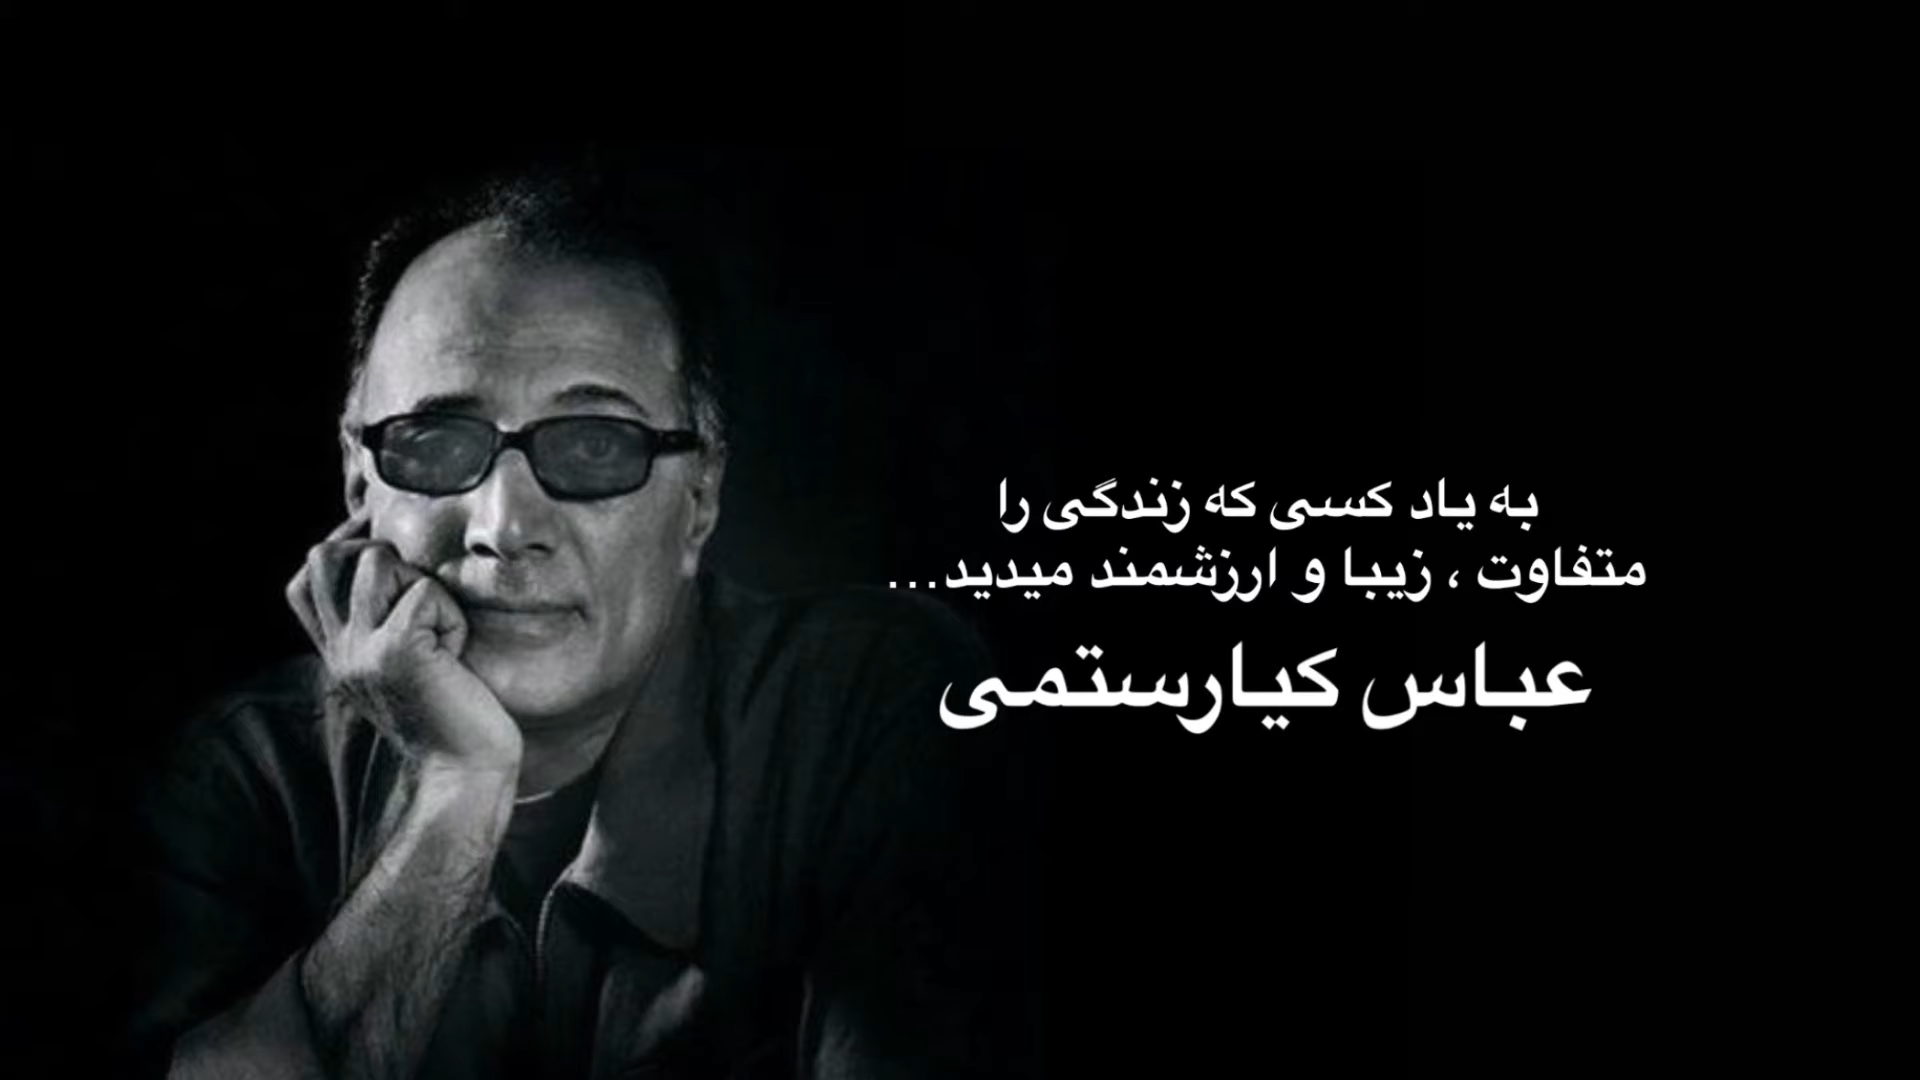 به یاد کسی که زندگی را
متفاوت ، زیبا و ارزشمند میدید...
عباس کیارستمی